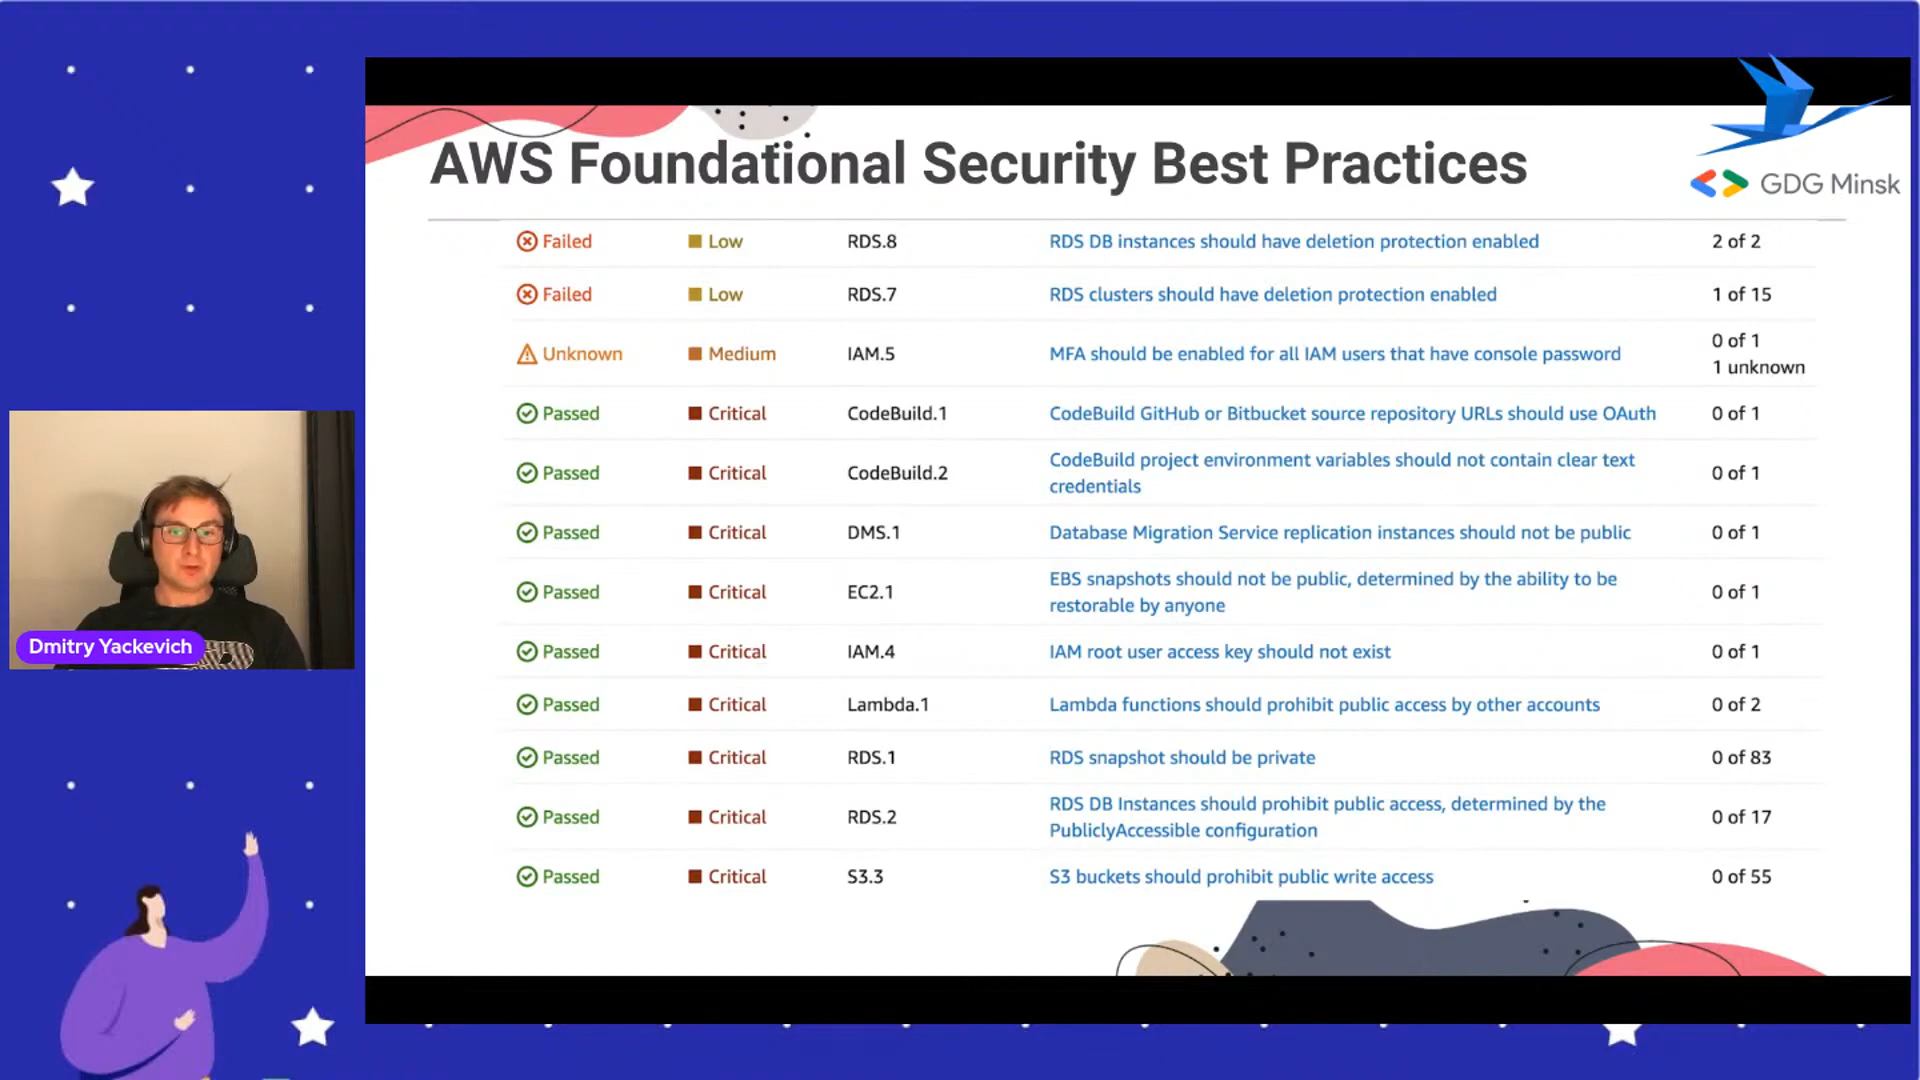 AWS Foundational Security Best Practices
GDG Minsk
Failed Low RDS.8 RDS DB instances should have deletion protection enabled 2 of 2
Failed Low RDS.7 RDS clusters should have deletion protection enabled 1 of 15
Unknown Medium IAM.5 MFA should be enabled for all IAM users that have console password 0 of 1
1 unknown
Passed Critical CodeBuild.1 CodeBuild GitHub or Bitbucket source repository URLs should use OAuth 0 of 1
Passed Critical CodeBuild.2 CodeBuild project environment variables should not contain clear text
credentials 0 of 1
Passed Critical DMS.1 Database Migration Service replication instances should not be public 0 of 1
Passed Critical EC2.1 EBS snapshots should not be public, determined by the ability to be
restorable by anyone 0 of 1
Passed Critical IAM.4 IAM root user access key should not exist 0 of 1
Passed Critical Lambda.1 Lambda functions should prohibit public access by other accounts 0 of 2
Passed Critical RDS.1 RDS snapshot should be private 0 of 83
Passed Critical RDS.2 RDS DB Instances should prohibit public access, determined by the
PubliclyAccessible configuration 0 of 17
Passed Critical S3.3 S3 buckets should prohibit public write access 0 of 55
Dmitry Yackevich